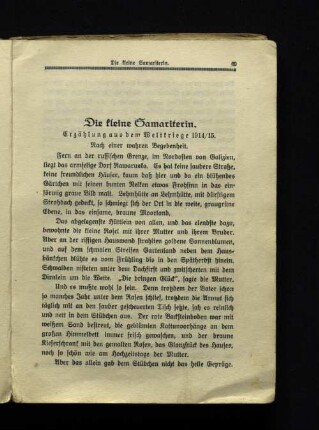 Die kleine Samariterin.
Die kleine Samariterin.
Erzählung aus dem Weltkriege 1914/15.
Nach einer wahren Begebenheit.
Fern an der russischen Grenze, im Nordosten von Galizien,
liegt das armselige Dorf Rawaruska. Es hat keine saubere Straße,
keine freundlichen Häuser, kaum daß hier und da ein blühendes
Gärtchen mit seinen bunten Nelken etwas Frohsinn in das ein-
förmig graue Bild webt. Lehmhütte an Lehmhütte, mit dürftigem
Strohdach gedeckt, so schmiegt sich der Ort in die weite, graugrüne
Ebene, in das einsame, braune Moorland.
Das abgelegenste Hüttlein von allen, und das elendste dazu,
bewohnte die kleine Rosel mit ihrer Mutter und ihrem Bruder.
Aber an der rissigen Hauswand strahlten goldene Sonnenblumen,
und auf dem schmalen Streifen Gartenland neben dem Haus-
bänkchen blühte es vom Frühling bis in den Spätherbst hinein.
Schwalben nisteten unter dem Dachfirst und zwitscherten mit dem
Dirnlein um die Wette. „Die bringen Glück“, sagte die Mutter.
Und es mußte wohl so sein. Denn trotzdem der Vater schon
so manches Jahr unter dem Rasen schlief, trotzdem die Armut sich
täglich mit an den sauber gescheuerten Tisch setzte, es war reinlich
und nett in dem Stübchen aus. Der rote Backsteinboden war mit
weißem Sand bestreut, die geblümten Kattunvorhänge an dem
großen Himmelbett immer frisch gewaschen, und der braune
Kieferschrank mit den gemalten Rosen, das Glanzstück des Hauses,
noch so schön wie am Hochzeitstage der Mutter.
Aber das allein gab dem Stübchen nicht das helle Gepräge.